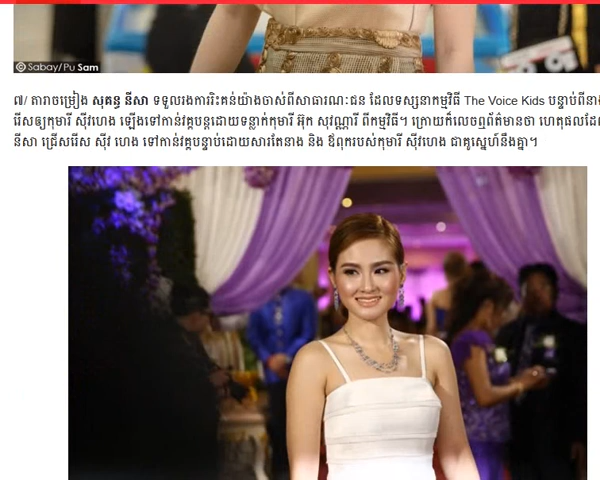 © Sabay/Pu Sam
៧/ តារាចម្រៀង សុគន្ធ នីសា ទទួលរងការរិះគន់យ៉ាងចាស់ពីសាធារណៈជន ដែលទស្សនាកម្មវិធី The Voice Kids បន្ទាប់ពីនាង
រើសឲ្យកុមារី ស៊ីវហេង ឡើងទៅកាន់វគ្គបន្តដោយទន្លាក់កុមារី អ៊ុក សុវណ្ណារី ពីកម្មវិធី។ ក្រោយក៏លេចឮព័ត៌មានថា ហេតុផលដែល
នីសា ជ្រើសរើស ស៊ីវ ហេង ទៅកាន់វគ្គបន្ទាប់ដោយសារតែនាង និង ឪពុករបស់កុមារី ស៊ីវហេង ជាគូស្នេហ៍នឹងគ្នា។